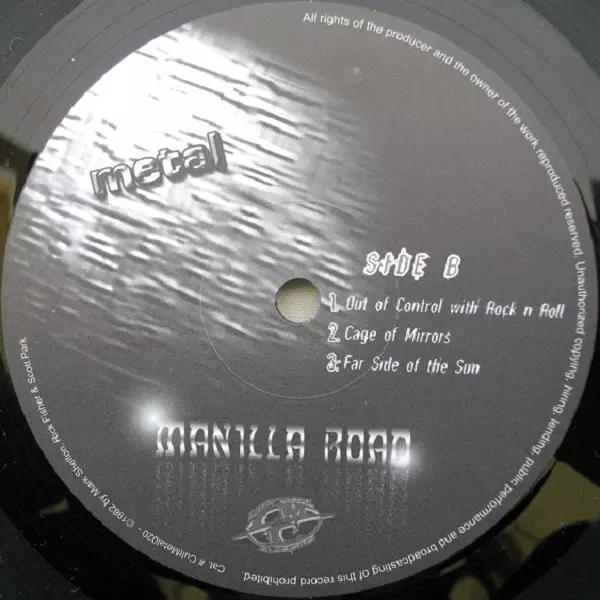 metal
SIDE B
1. Out of Control with Rock n Roll
2. Cage of Mirrors
3. Far Side of the Sun
MANILLA ROAD
CMC
All rights of the producer and the owner of the work reproduced reserved. Unauthorized copying, hiring, lending, public performance and broadcasting of this record prohibited.
Cat. # CultMetal020 - ©1982 by Mark Shelton, Rick Fisher & Scott Park